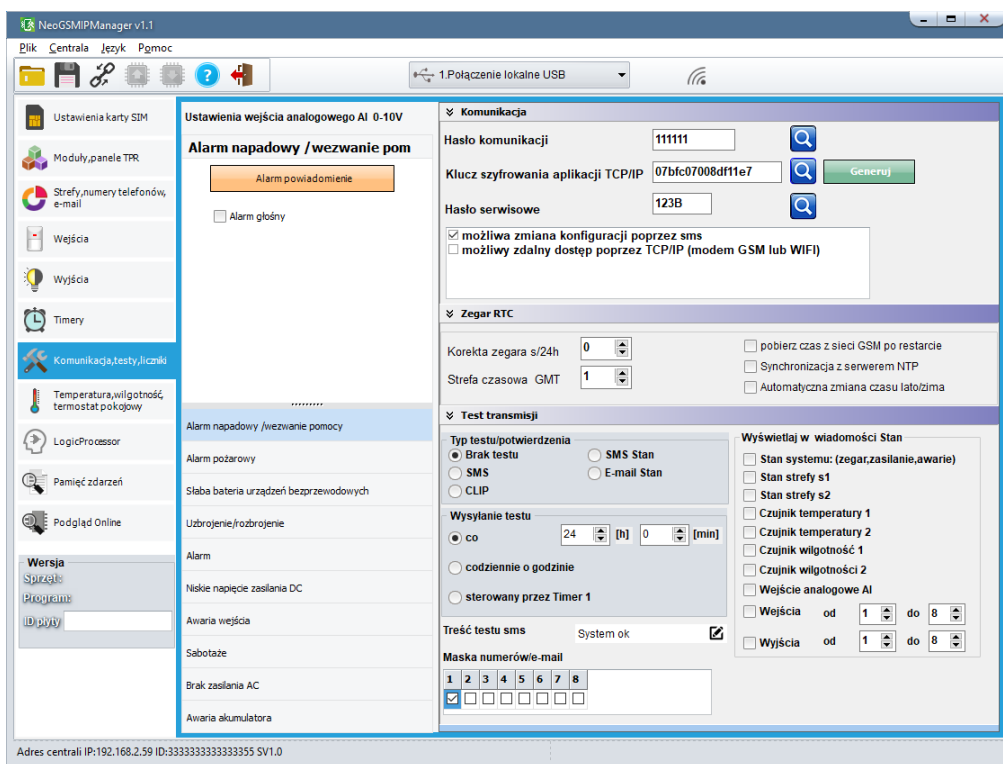 NeoGSMIPManager v1.1
Plik Centrala Język Pomoc
1.Połączenie lokalne USB
Ustawienia karty SIM
Moduły,panele TPR
Strefy,numery telefonów,
e-mail
Wejścia
Wyjścia
Timery
Komunikacja,testy,liczniki
Temperatura,wilgotność,
termostat pokojowy
LogicProcessor
Pamięć zdarzeń
Podgląd Online
Wersja
Sprzęt:
Program:
ID płyty
Ustawienia wejścia analogowego AI 0-10V
Alarm napadowy /wezwanie pom
Alarm powiadomienie
Alarm głośny
Alarm napadowy /wezwanie pomocy
Alarm pożarowy
Słaba bateria urządzeń bezprzewodowych
Uzbrojenie/rozbrojenie
Alarm
Niskie napięcie zasilania DC
Awaria wejścia
Sabotaże
Brak zasilania AC
Awaria akumulatora
Komunikacja
Hasło komunikacji 111111
Klucz szyfrowania aplikacji TCP/IP 07bfc07008df11e7 Generuj
Hasło serwisowe 123B
możliwa zmiana konfiguracji poprzez sms
możliwy zdalny dostęp poprzez TCP/IP (modem GSM lub WIFI)
Zegar RTC
Korekta zegara s/24h 0
Strefa czasowa GMT 1
pobierz czas z sieci GSM po restarcie
Synchronizacja z serwerem NTP
Automatyczna zmiana czasu lato/zima
Test transmisji
Typ testu/potwierdzenia
Brak testu SMS Stan
SMS E-mail Stan
CLIP
Wysyłanie testu
co 24 [h] 0 [min]
codziennie o godzinie
sterowany przez Timer 1
Treść testu sms System ok
Maska numerów/e-mail
1 2 3 4 5 6 7 8
Wyświetlaj w wiadomości Stan
Stan systemu: (zegar,zasilanie,awarie)
Stan strefy s1
Stan strefy s2
Czujnik temperatury 1
Czujnik temperatury 2
Czujnik wilgotność 1
Czujnik wilgotności 2
Wejście analogowe AI
Wejścia od 1 do 8
Wyjścia od 1 do 8
Adres centrali IP:192.168.2.59 ID:3333333333333355 SV1.0